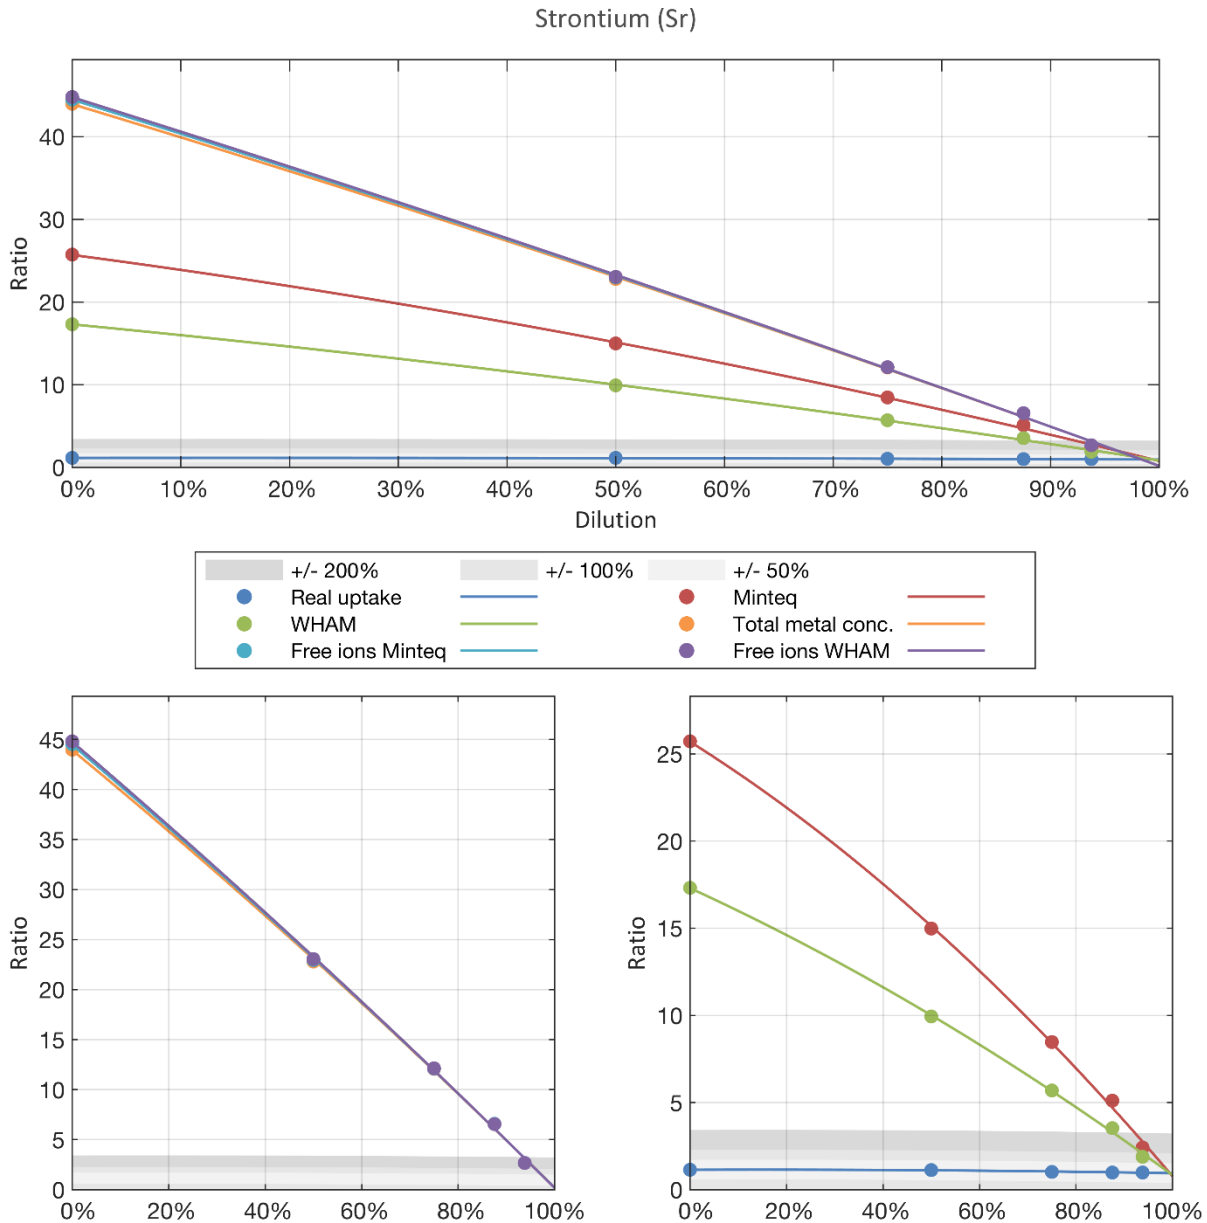 Strontium (Sr)
40
30
20
10
0
Ratio
0% 10% 20% 30% 40% 50% 60% 70% 80% 90% 100%
Dilution
+/- 200% +/- 100% +/- 50%
Real uptake Minteq
WHAM Total metal conc.
Free ions Minteq Free ions WHAM
45
40
35
30
25
20
15
10
5
0
Ratio
0% 20% 40% 60% 80% 100%
25
20
15
10
5
0
Ratio
0% 20% 40% 60% 80% 100%